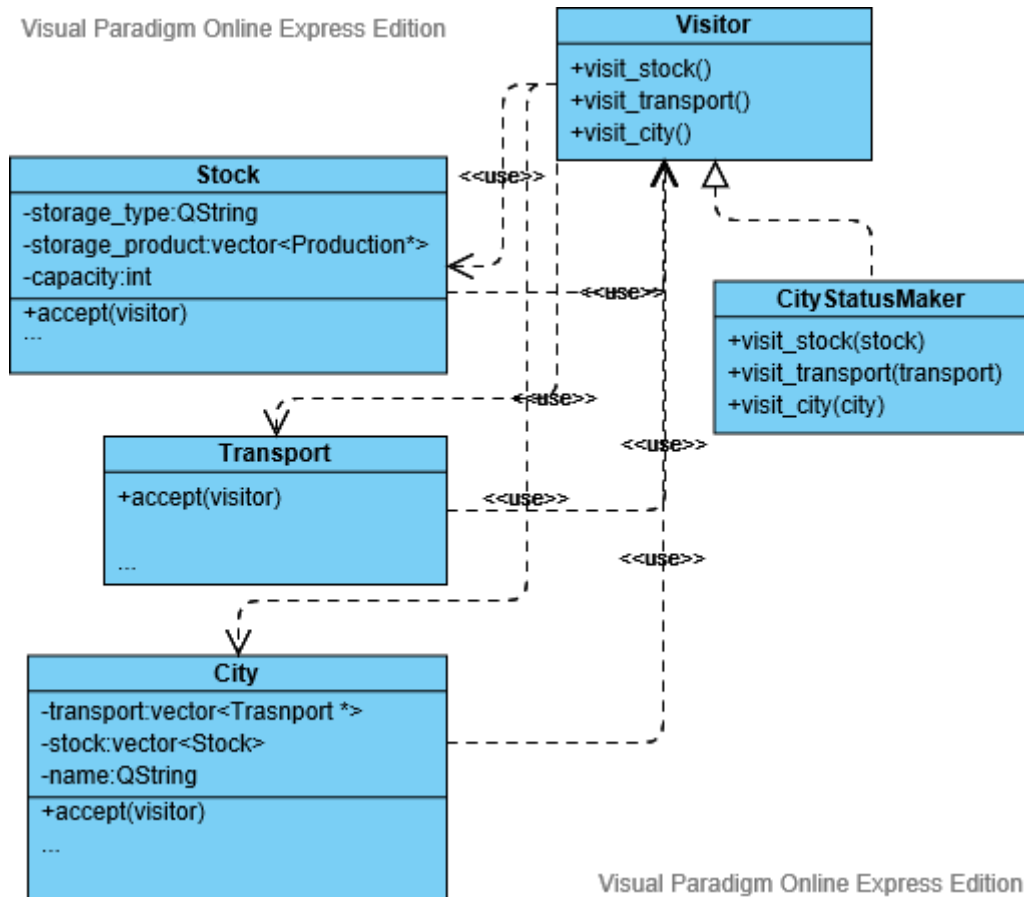 Visual Paradigm Online Express Edition
Visitor
+visit_stock()
+visit_transport()
+visit_city()
Stock
-storage_type:QString
-storage_product:vector<Production*>
-capacity:int
+accept(visitor)
...
<<use>>
<<use>>
CityStatusMaker
+visit_stock(stock)
+visit_transport(transport)
+visit_city(city)
<<use>>
Transport
+accept(visitor)
...
<<use>>
<<use>>
<<use>>
City
-transport:vector<Trasnport *>
-stock:vector<Stock>
-name:QString
+accept(visitor)
...
Visual Paradigm Online Express Edition